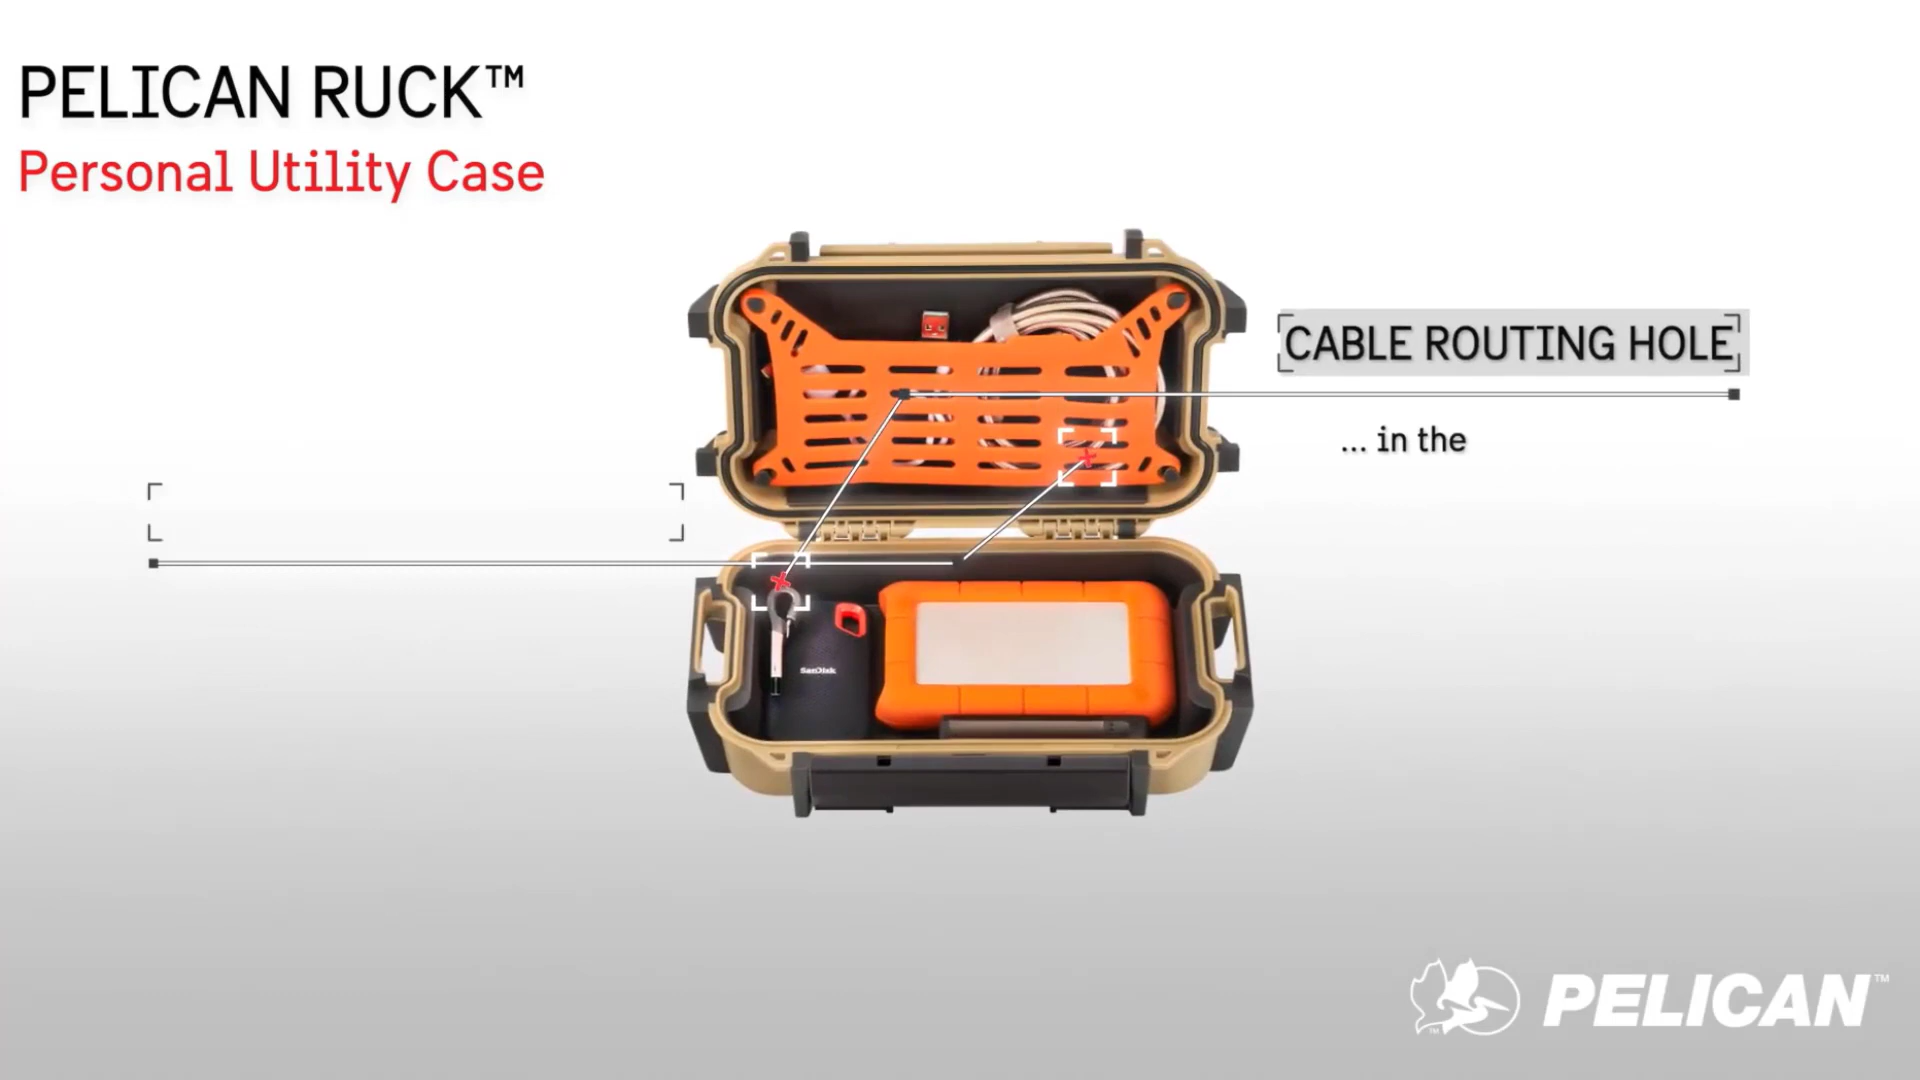 PELICAN RUCK™
Personal Utility Case
CABLE ROUTING HOLE
... in the
SanDisk
PELICAN™